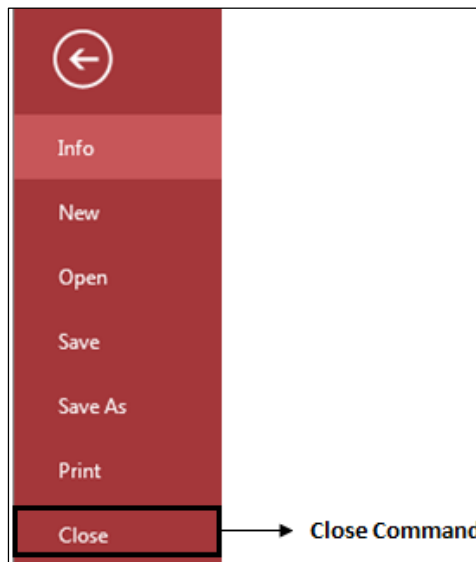 Info
New
Open
Save
Save As
Print
Close
Close Command